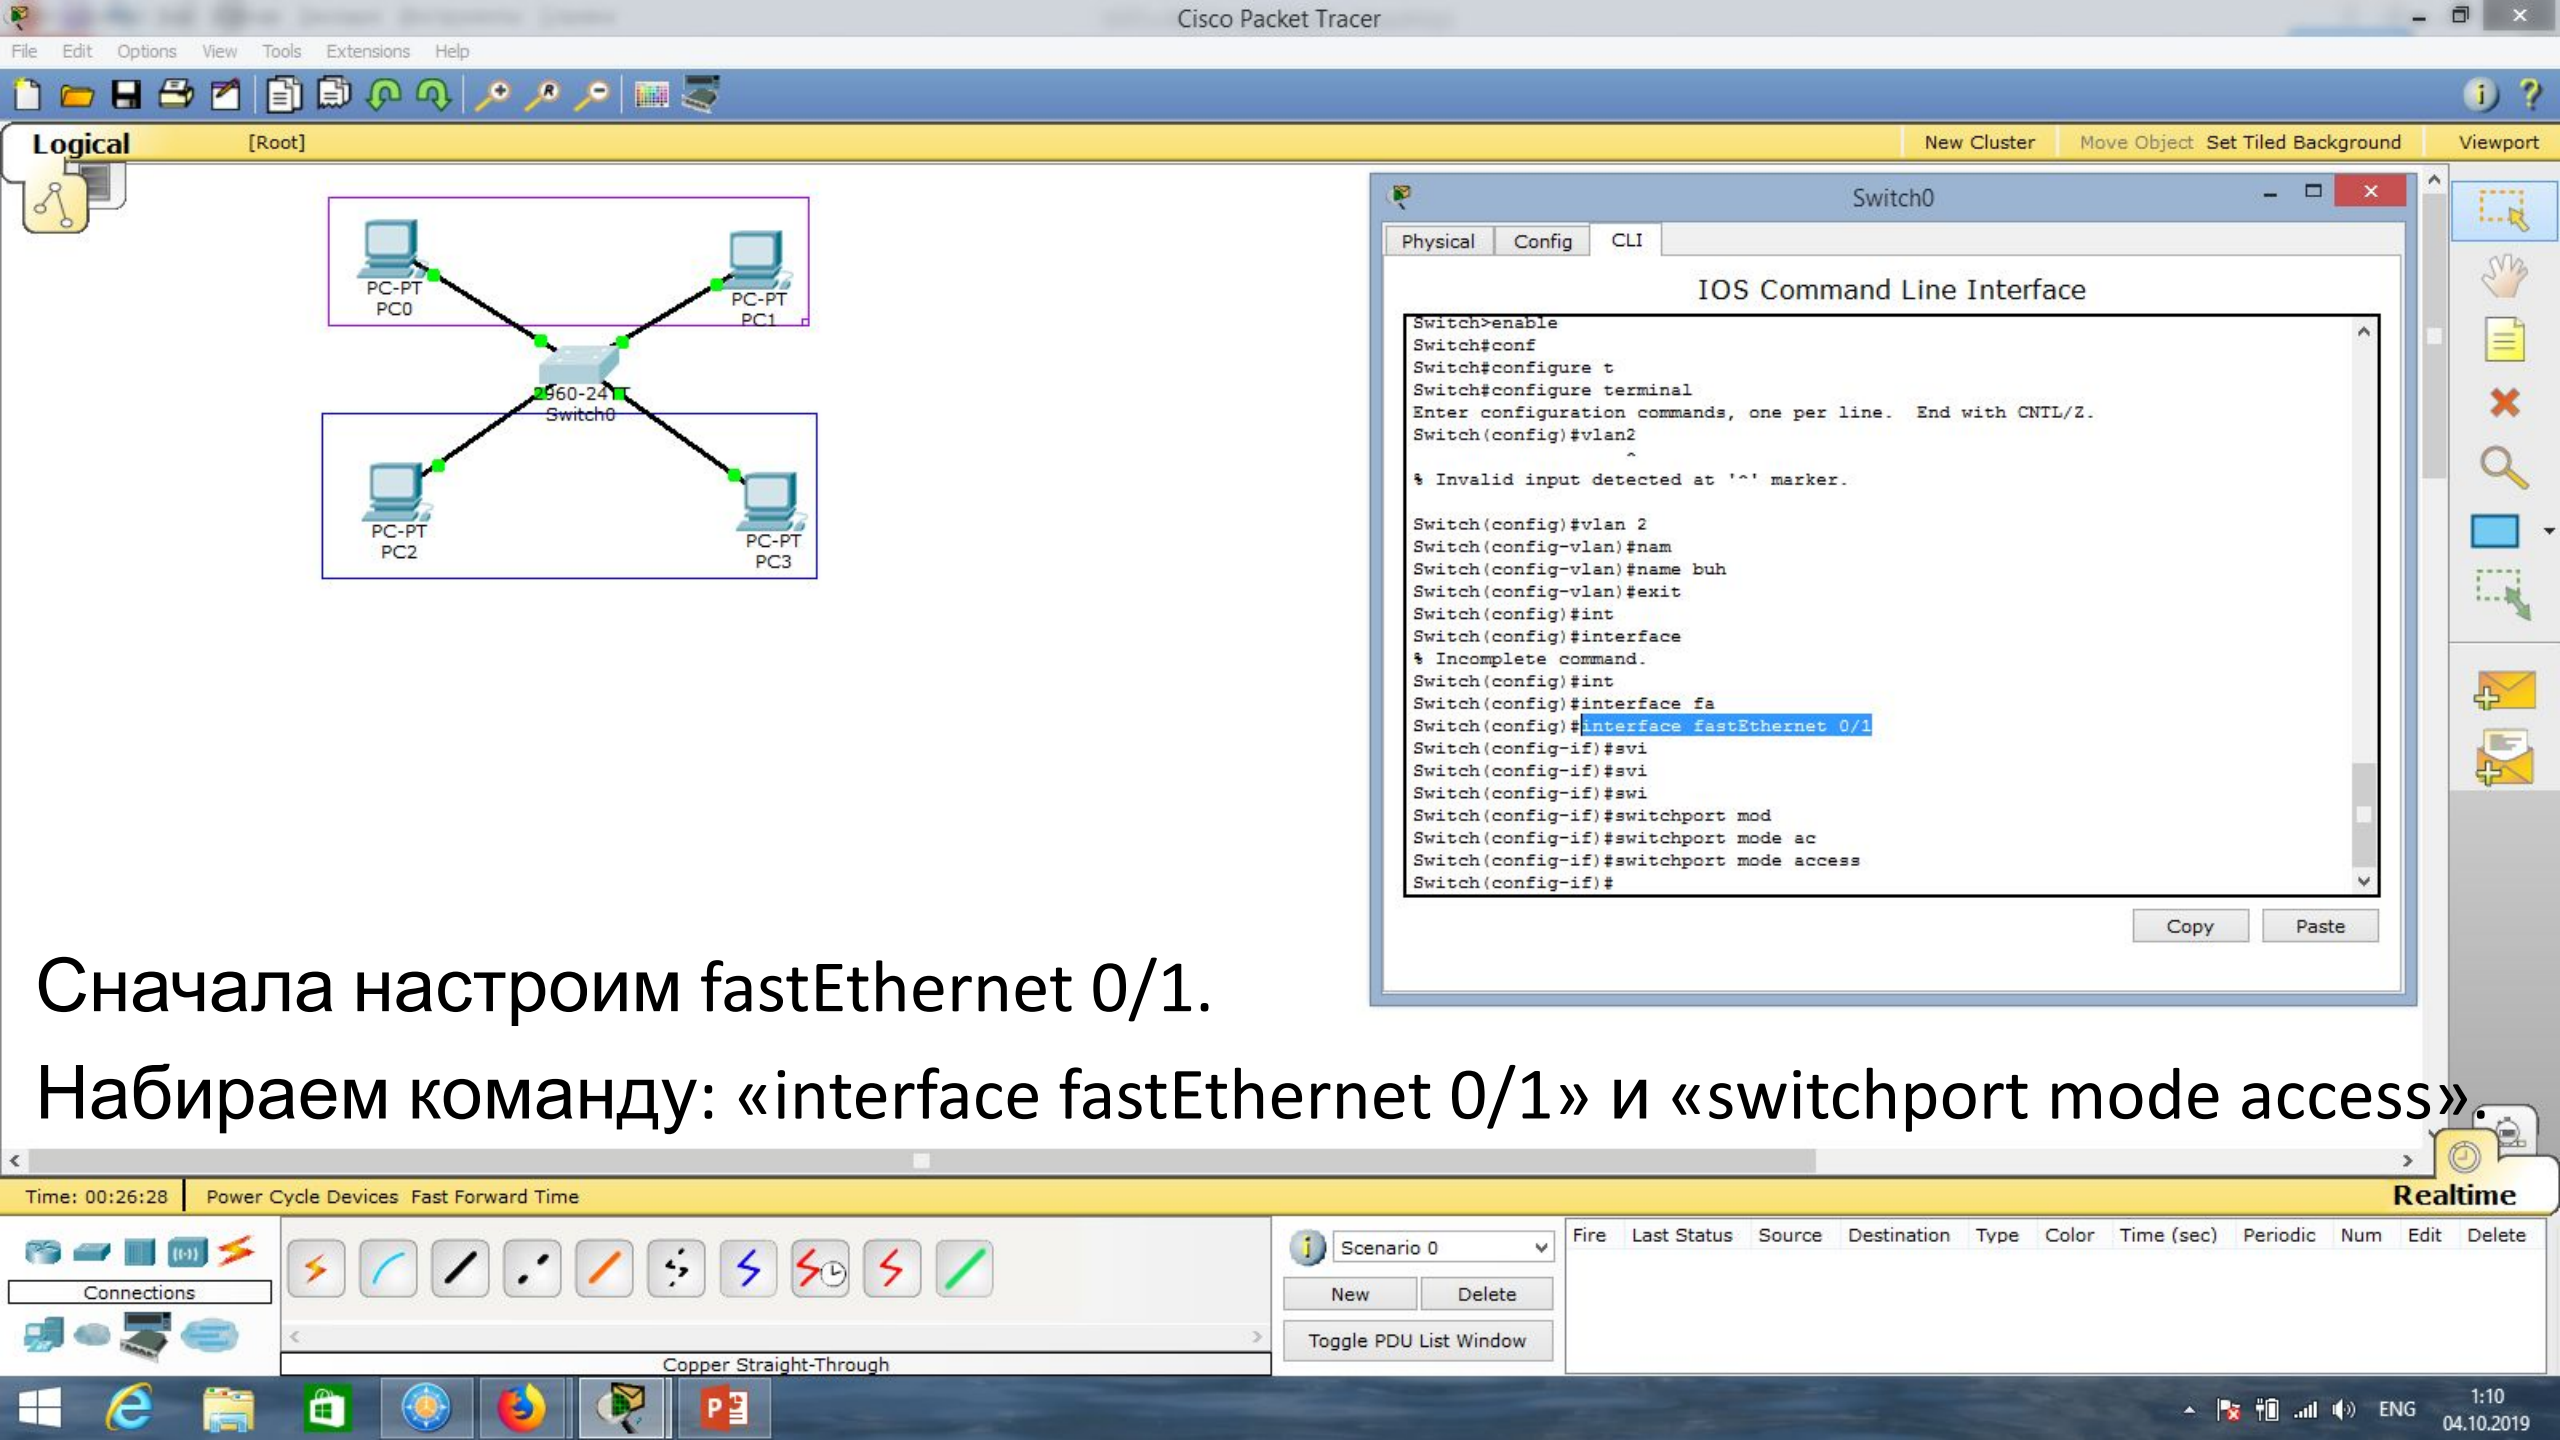 Cisco Packet Tracer
File Edit Options View Tools Extensions Help
Logical [Root] New Cluster Move Object Set Tiled Background Viewport
PC-PT
PC0
PC-PT
PC1
2960-24TT
Switch0
PC-PT
PC2
PC-PT
PC3
Switch0
Physical Config CLI
IOS Command Line Interface
Switch>enable
Switch#conf
Switch#configure t
Switch#configure terminal
Enter configuration commands, one per line. End with CNTL/Z.
Switch(config)#vlan2
^
% Invalid input detected at '^' marker.
Switch(config)#vlan 2
Switch(config-vlan)#nam
Switch(config-vlan)#name buh
Switch(config-vlan)#exit
Switch(config)#int
Switch(config)#interface
% Incomplete command.
Switch(config)#int
Switch(config)#interface fa
Switch(config)#interface fastEthernet 0/1
Switch(config-if)#svi
Switch(config-if)#svi
Switch(config-if)#swi
Switch(config-if)#switchport mod
Switch(config-if)#switchport mode ac
Switch(config-if)#switchport mode access
Switch(config-if)#
Copy Paste
Сначала настроим fastEthernet 0/1.
Набираем команду: «interface fastEthernet 0/1» и «switchport mode access».
Time: 00:26:28 Power Cycle Devices Fast Forward Time Realtime
Connections
Copper Straight-Through
Scenario 0
New Delete
Toggle PDU List Window
Fire Last Status Source Destination Type Color Time (sec) Periodic Num Edit Delete
ENG
1:10
04.10.2019